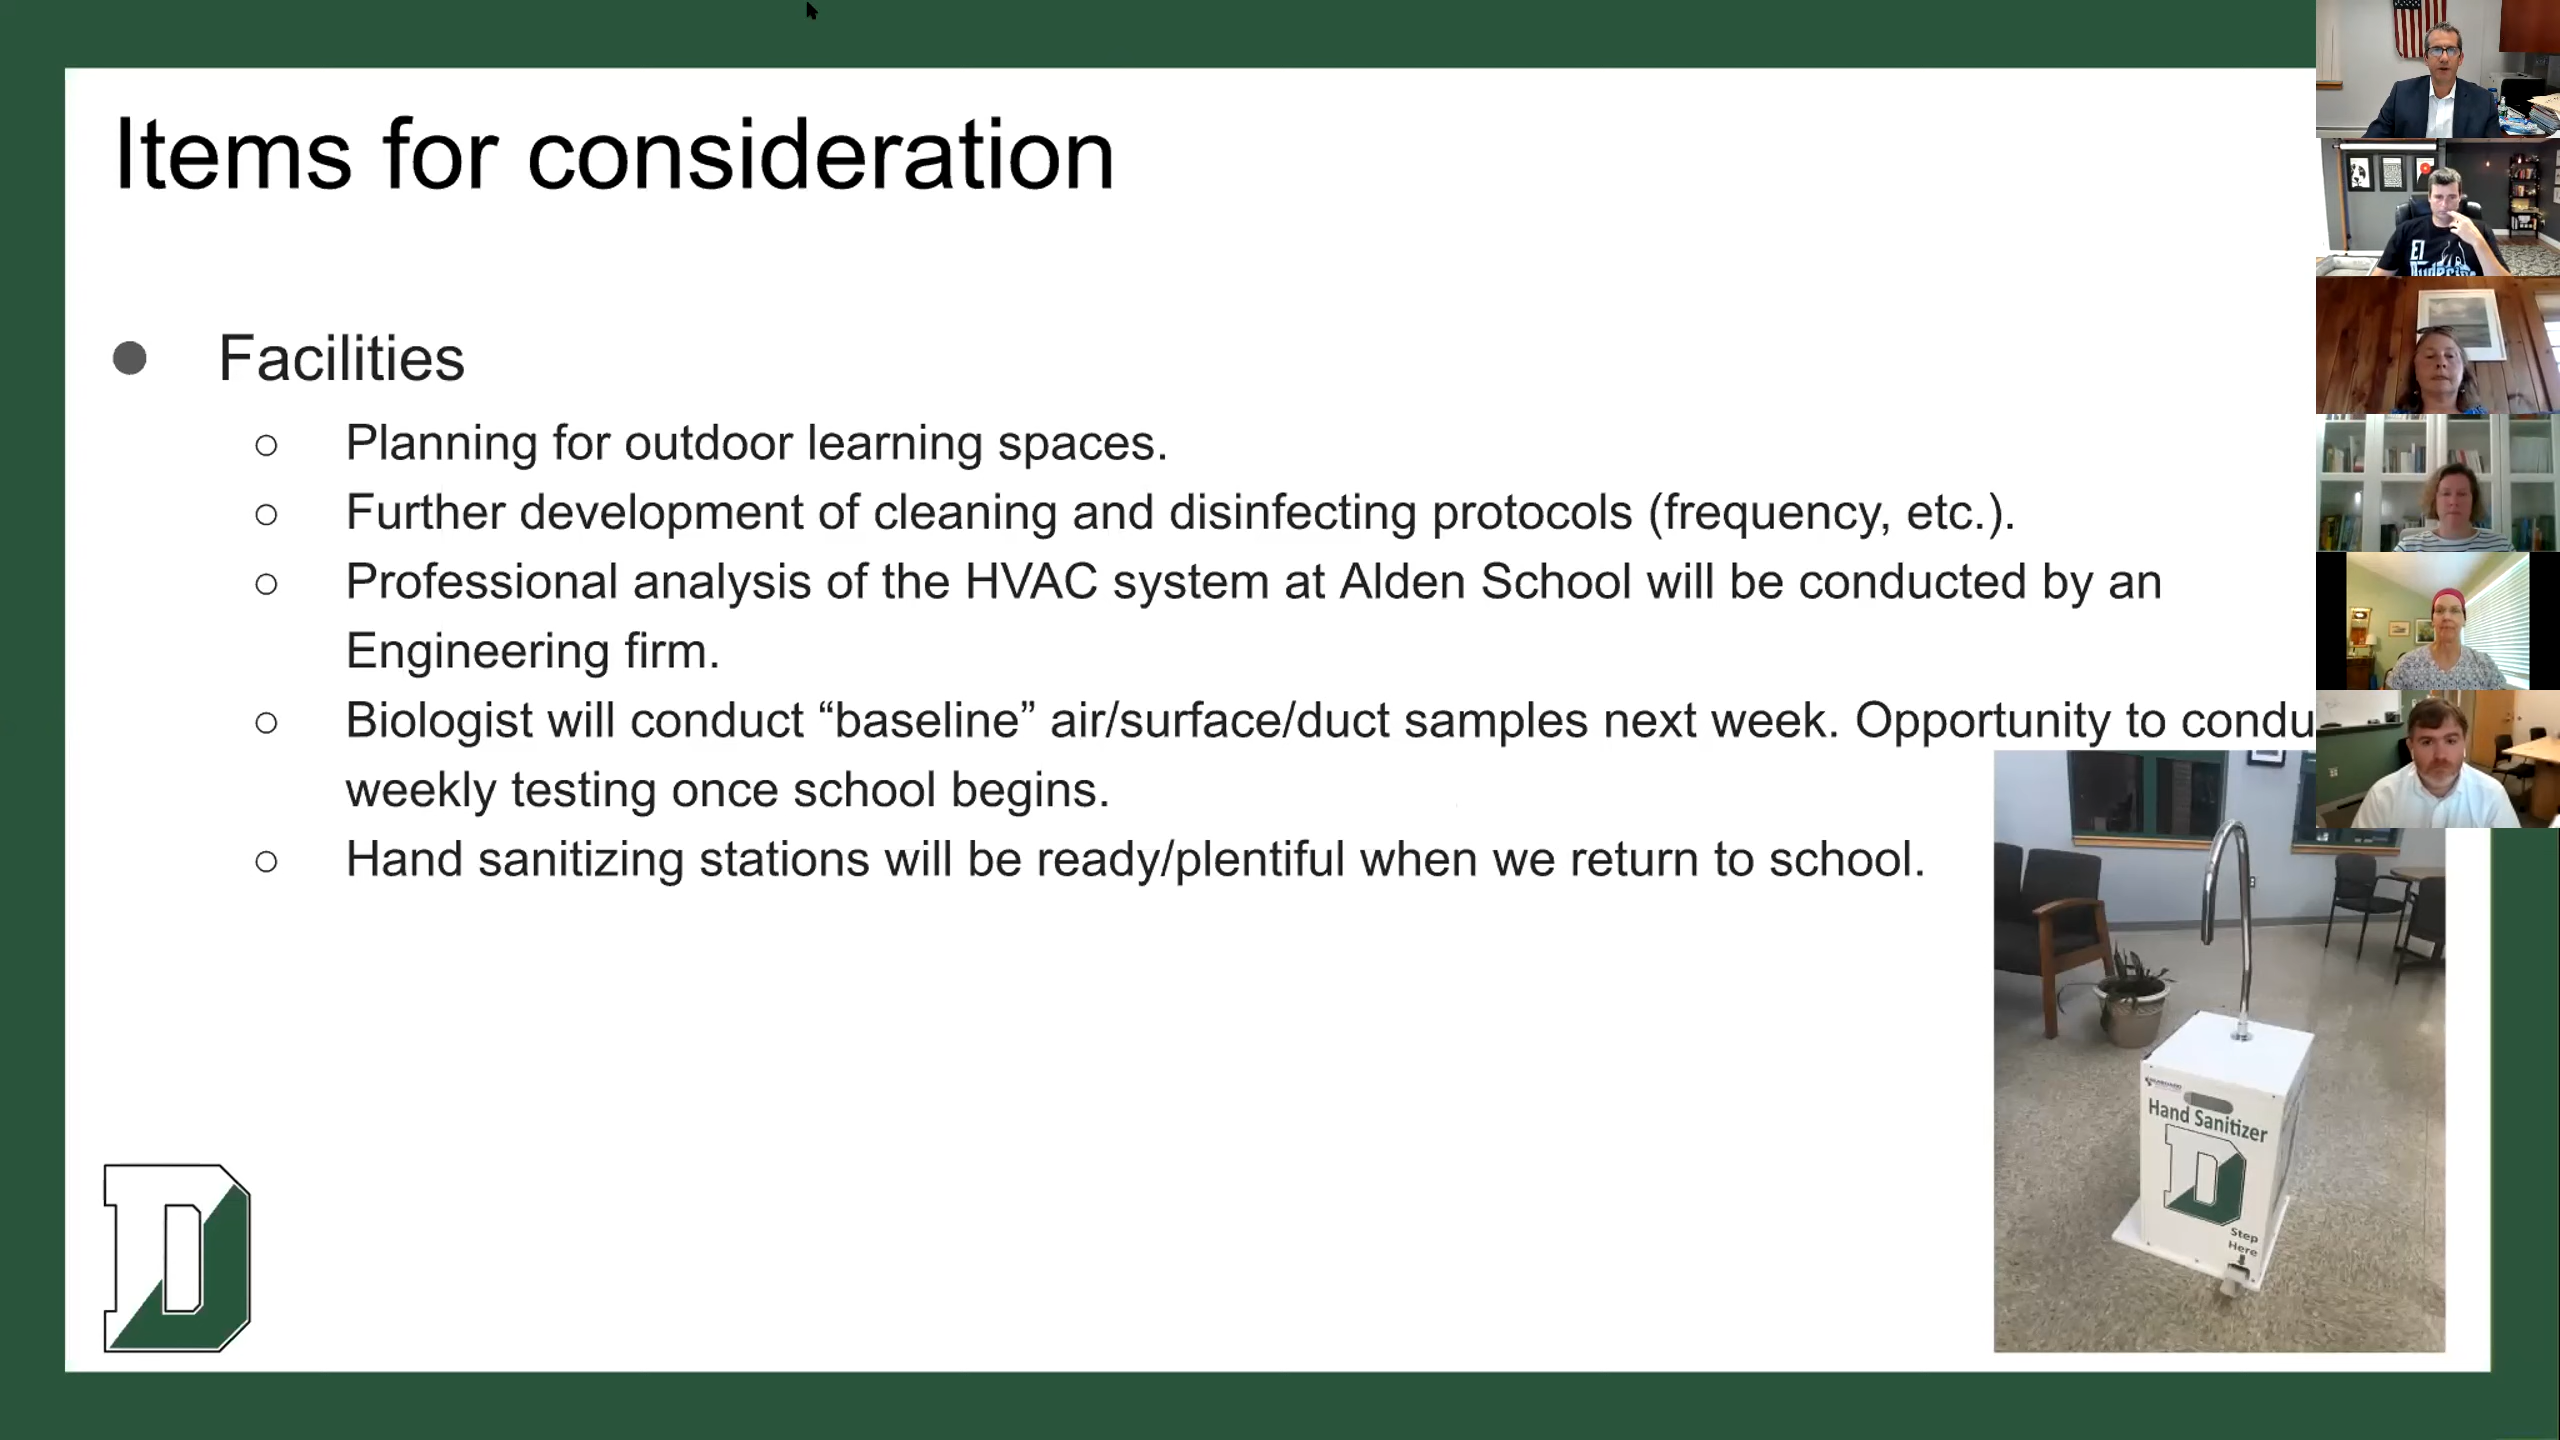 Items for consideration
● Facilities
○ Planning for outdoor learning spaces.
○ Further development of cleaning and disinfecting protocols (frequency, etc.).
○ Professional analysis of the HVAC system at Alden School will be conducted by an
Engineering firm.
○ Biologist will conduct “baseline” air/surface/duct samples next week. Opportunity to condu
weekly testing once school begins.
○ Hand sanitizing stations will be ready/plentiful when we return to school.
El
Hand Sanitizer
D
Step
Here
D